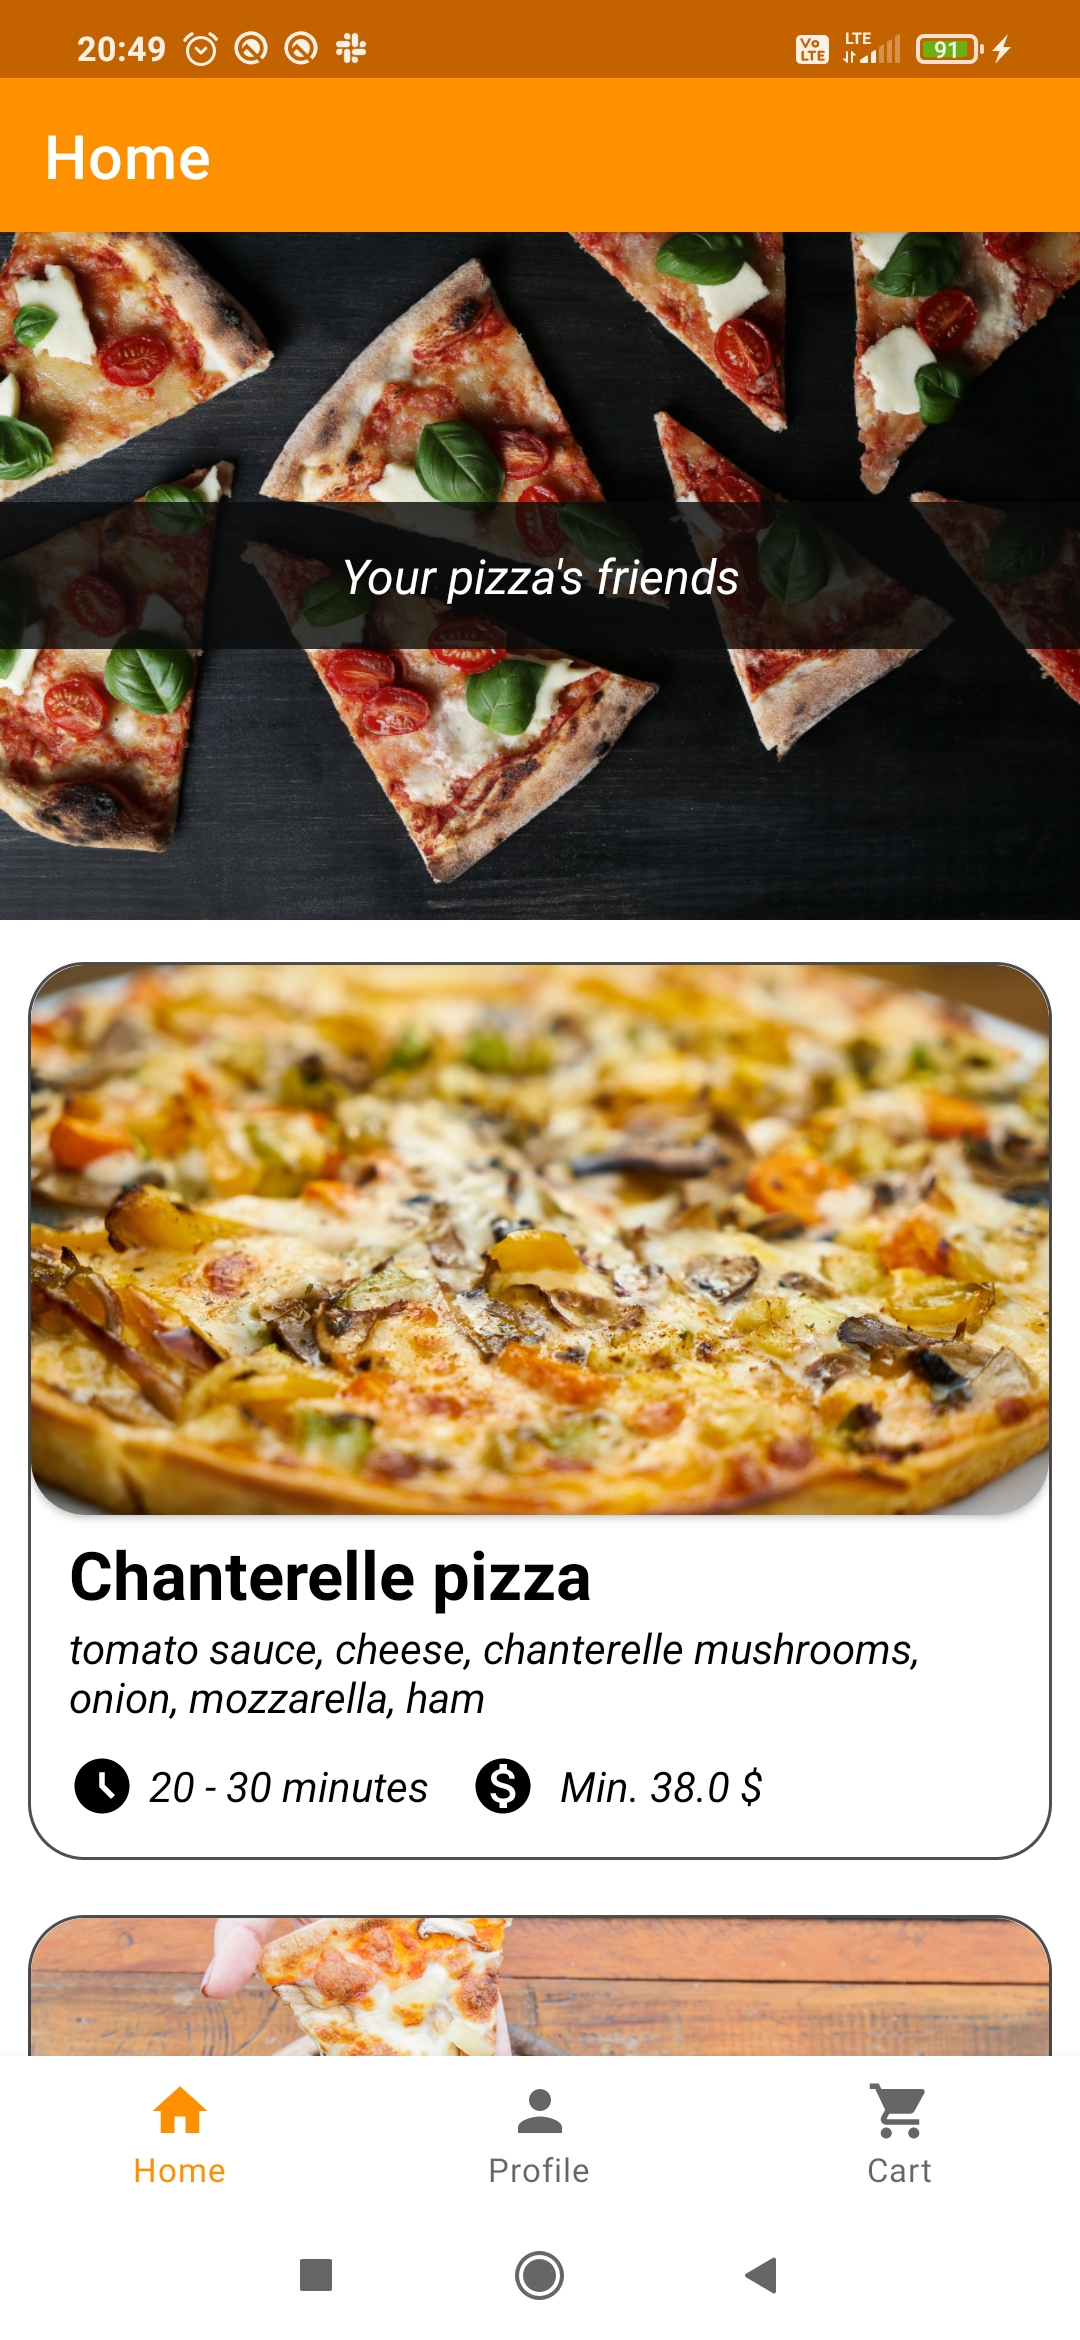 20:49
Vo LTE
LTE
91
Home
Your pizza's friends
Chanterelle pizza
tomato sauce, cheese, chanterelle mushrooms,
onion, mozzarella, ham
20 - 30 minutes
Min. 38.0 $
Home
Profile
Cart